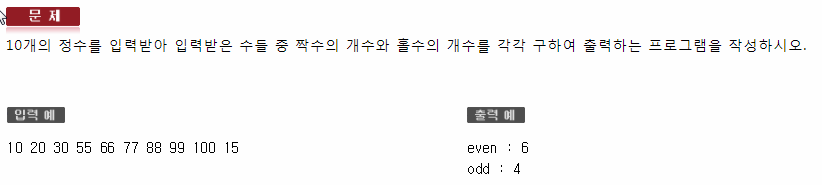 문 제
10개의 정수를 입력받아 입력받은 수들 중 짝수의 개수와 홀수의 개수를 각각 구하여 출력하는 프로그램을 작성하시오.
입력 예
출력 예
10 20 30 55 66 77 88 99 100 15
even : 6
odd : 4